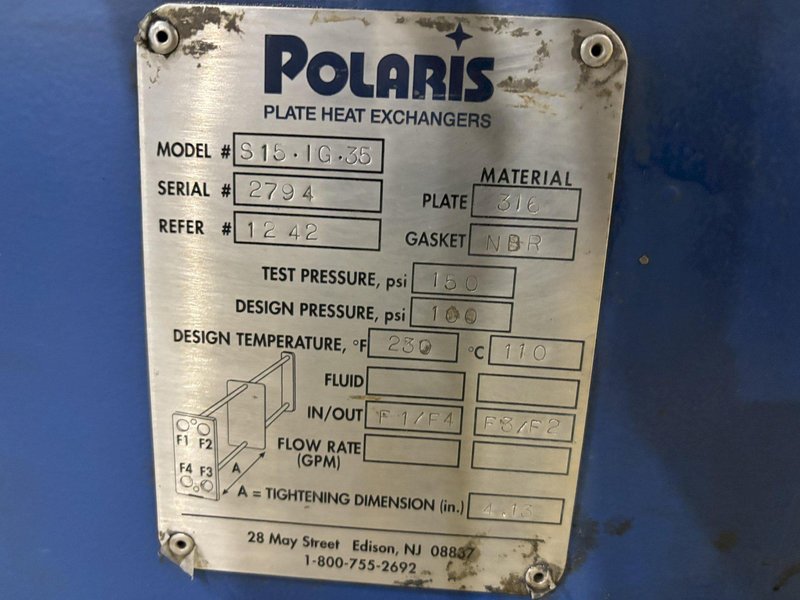 POLARIS
PLATE HEAT EXCHANGERS
MODEL # S15.IG.35
SERIAL # 2794
REFER # 1242
MATERIAL
PLATE 316
GASKET NBR
TEST PRESSURE, psi 150
DESIGN PRESSURE, psi 100
DESIGN TEMPERATURE, °F 230 °C 110
FLUID
IN/OUT F1/F4 F3/F2
FLOW RATE
(GPM)
F1 F2
F4 F3 A
A = TIGHTENING DIMENSION (in.) 4.13
28 May Street Edison, NJ 08837
1-800-755-2692